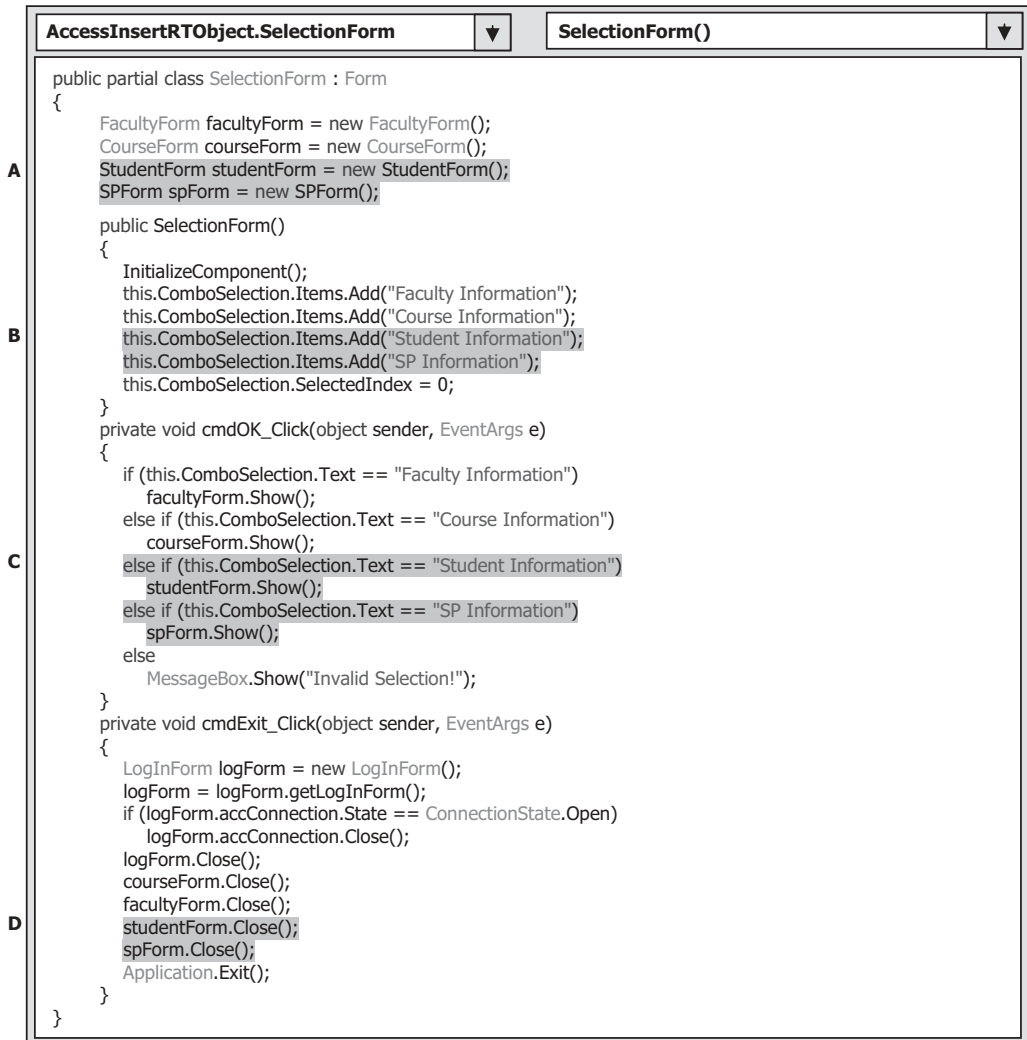 AccessInsertRTObject.SelectionForm
SelectionForm()
public partial class SelectionForm : Form
{
FacultyForm facultyForm = new FacultyForm();
CourseForm courseForm = new CourseForm();
A StudentForm studentForm = new StudentForm();
SPForm spForm = new SPForm();
public SelectionForm()
{
InitializeComponent();
this.ComboSelection.Items.Add("Faculty Information");
this.ComboSelection.Items.Add("Course Information");
B this.ComboSelection.Items.Add("Student Information");
this.ComboSelection.Items.Add("SP Information");
this.ComboSelection.SelectedIndex = 0;
}
private void cmdOK_Click(object sender, EventArgs e)
{
if (this.ComboSelection.Text == "Faculty Information")
facultyForm.Show();
else if (this.ComboSelection.Text == "Course Information")
courseForm.Show();
C else if (this.ComboSelection.Text == "Student Information")
studentForm.Show();
else if (this.ComboSelection.Text == "SP Information")
spForm.Show();
else
MessageBox.Show("Invalid Selection!");
}
private void cmdExit_Click(object sender, EventArgs e)
{
LogInForm logForm = new LogInForm();
logForm = logForm.getLogInForm();
if (logForm.accConnection.State == ConnectionState.Open)
logForm.accConnection.Close();
logForm.Close();
courseForm.Close();
facultyForm.Close();
D studentForm.Close();
spForm.Close();
Application.Exit();
}
}